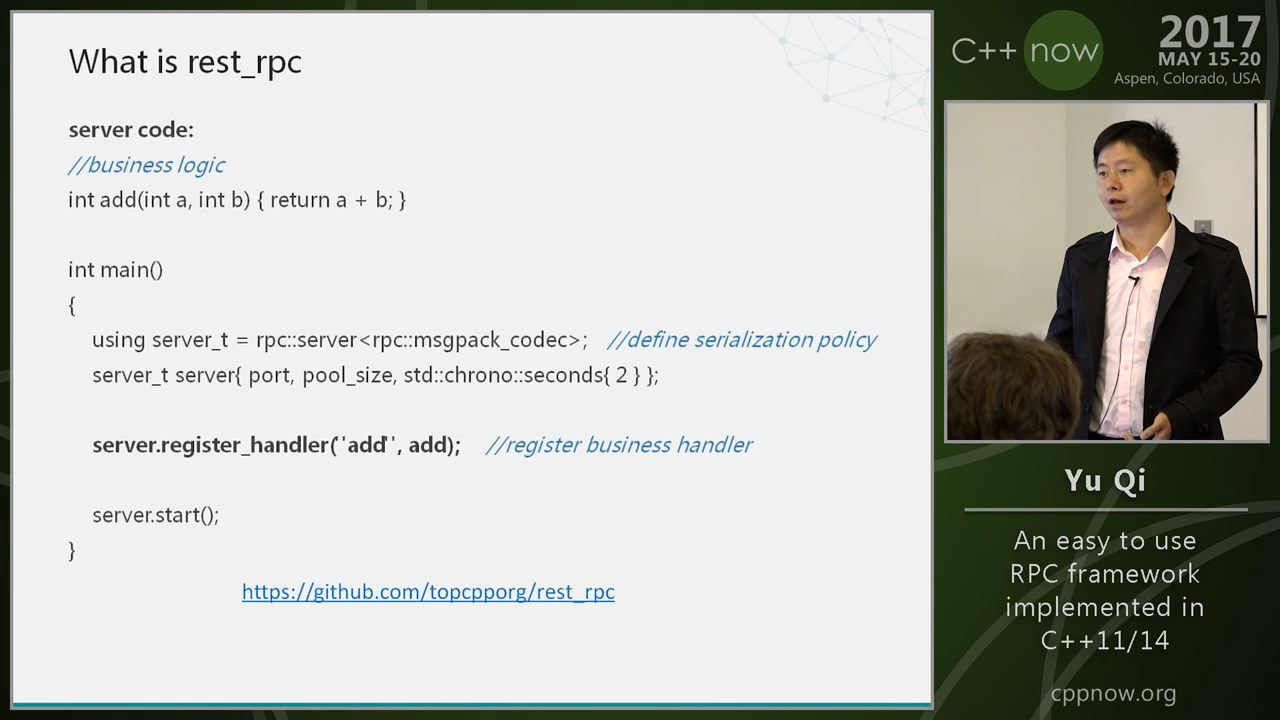 What is rest_rpc
server code:
//business logic
int add(int a, int b) { return a + b; }
int main()
{
using server_t = rpc::server<rpc::msgpack_codec>; //define serialization policy
server_t server{ port, pool_size, std::chrono::seconds{ 2 } };
server.register_handler("add", add); //register business handler
server.start();
}
https://github.com/topcpporg/rest_rpc
C++ now
2017
MAY 15-20
Aspen, Colorado, USA
Yu Qi
An easy to use
RPC framework
implemented in
C++11/14
cppnow.org